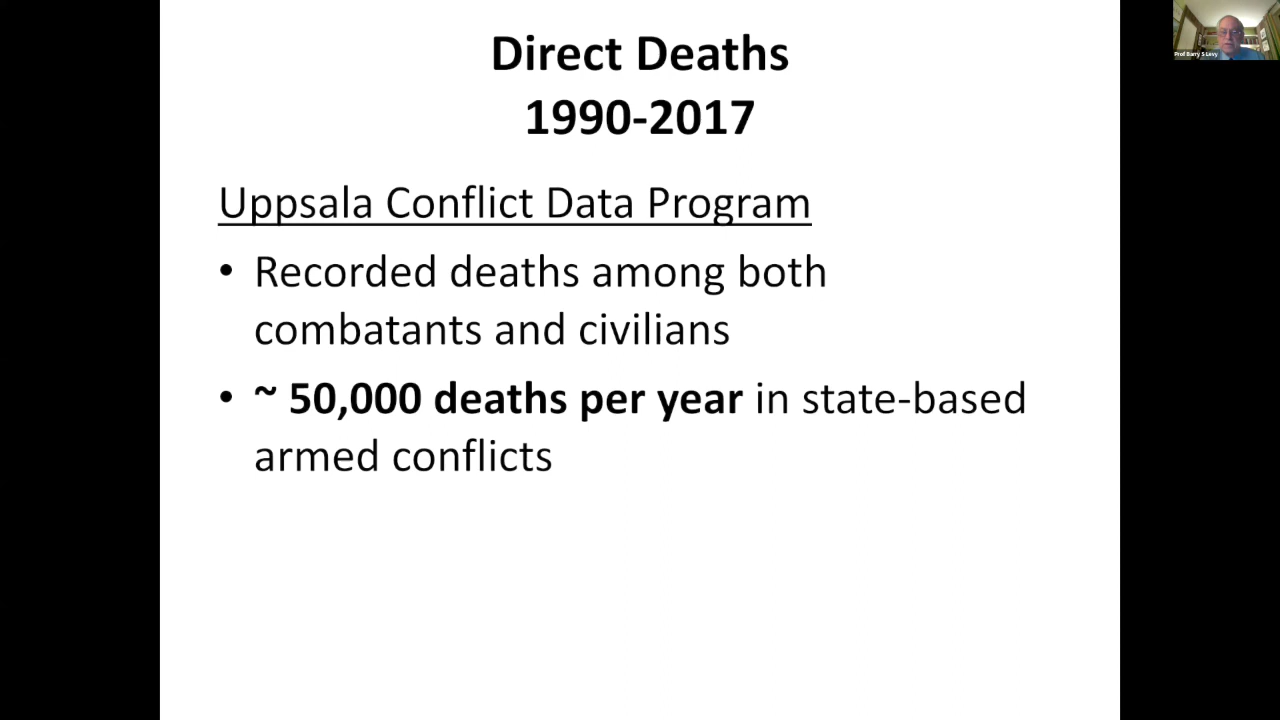 Direct Deaths
1990-2017
Prof Barry S Levy
Uppsala Conflict Data Program
• Recorded deaths among both
combatants and civilians
• ~ 50,000 deaths per year in state-based
armed conflicts